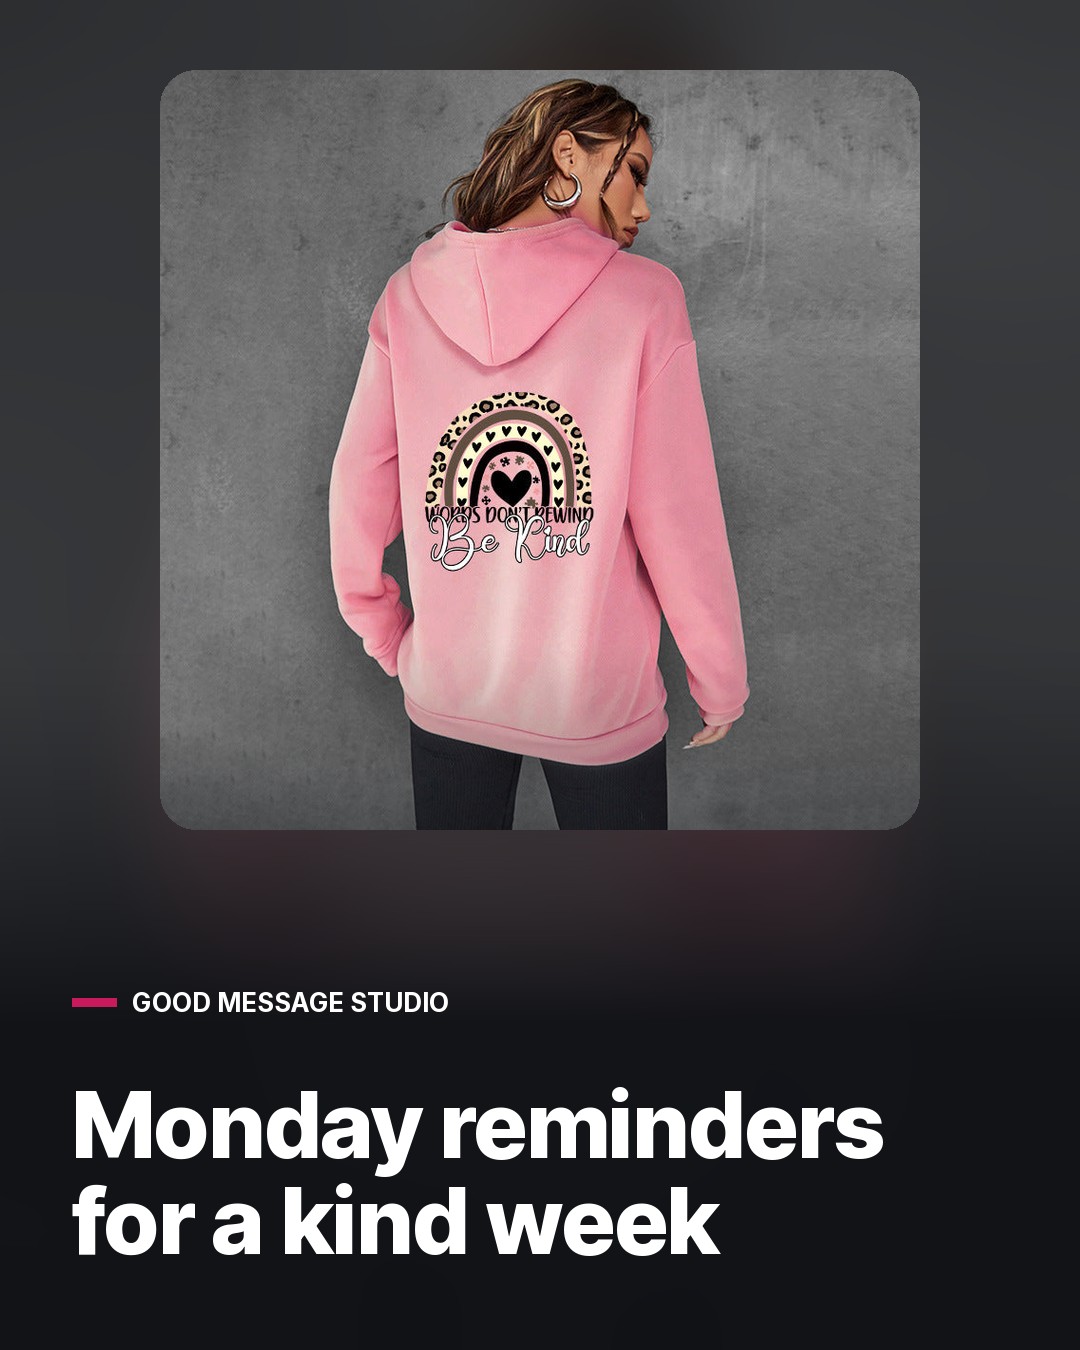 WORDS DON'T REWIND
Be Kind
GOOD MESSAGE STUDIO
Monday reminders
for a kind week